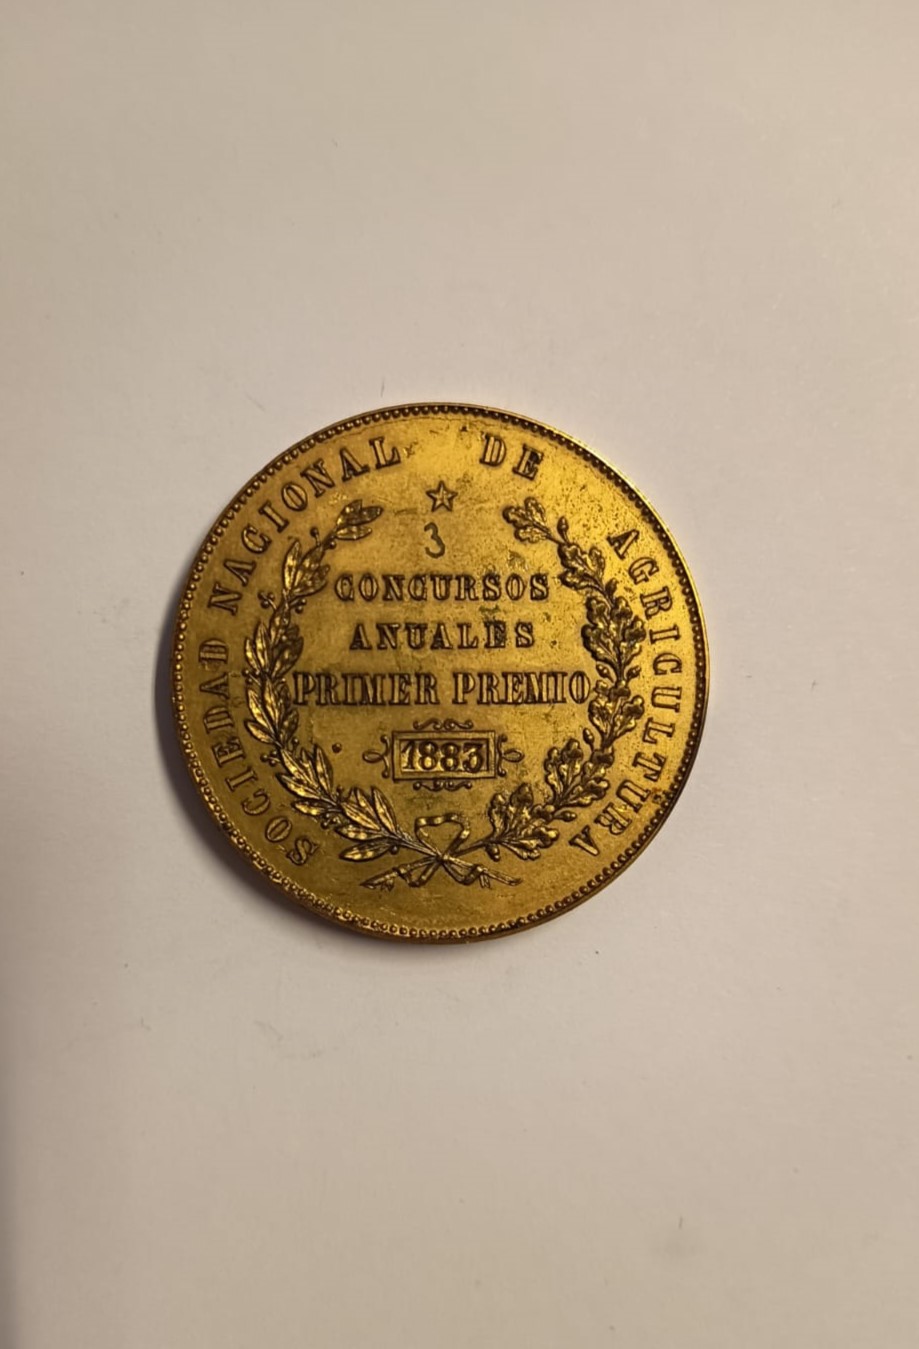 SOCIEDAD NACIONAL DE AGRICULTURA
3
CONCURSOS
ANUALES
PRIMER PREMIO
1883